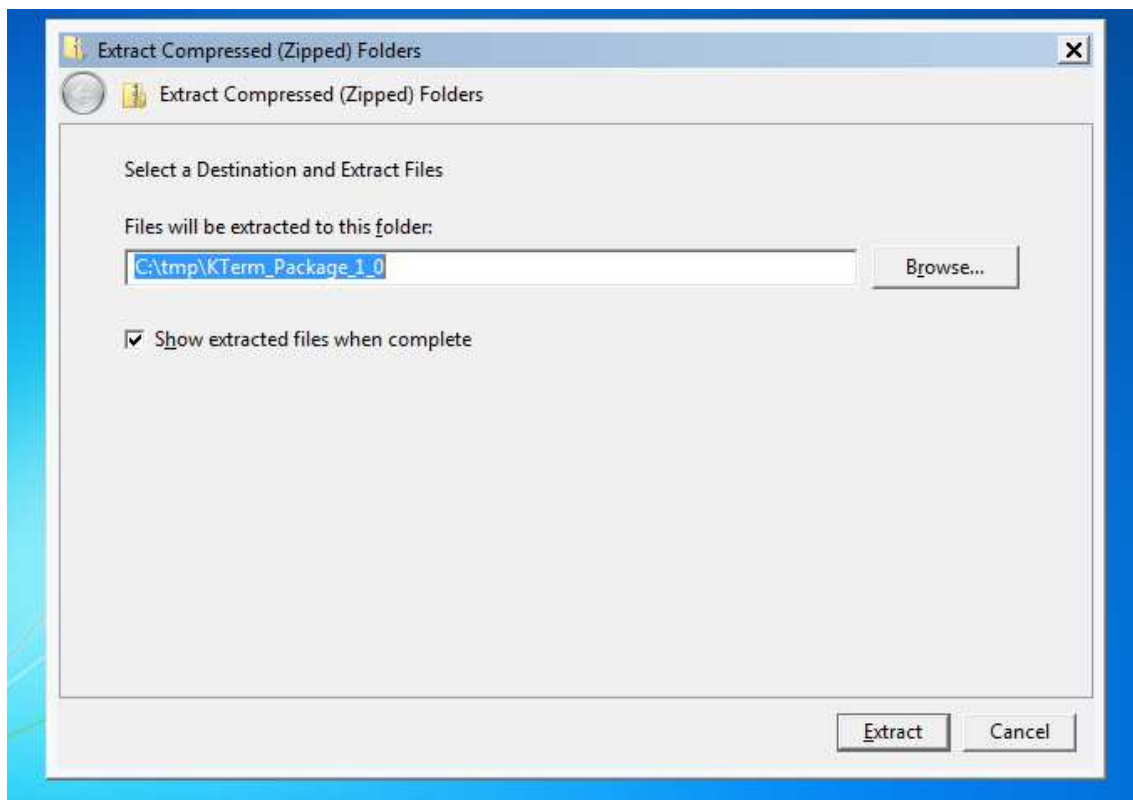 Extract Compressed (Zipped) Folders
Extract Compressed (Zipped) Folders
Select a Destination and Extract Files
Files will be extracted to this folder:
C:\tmp\KTerm_Package_1_0
Browse...
Show extracted files when complete
Extract
Cancel